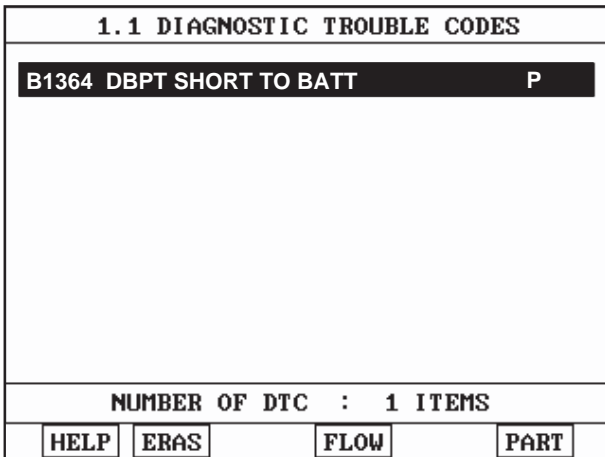 1.1 DIAGNOSTIC TROUBLE CODES
B1364 DBPT SHORT TO BATT P
NUMBER OF DTC : 1 ITEMS
HELP ERAS FLOW PART